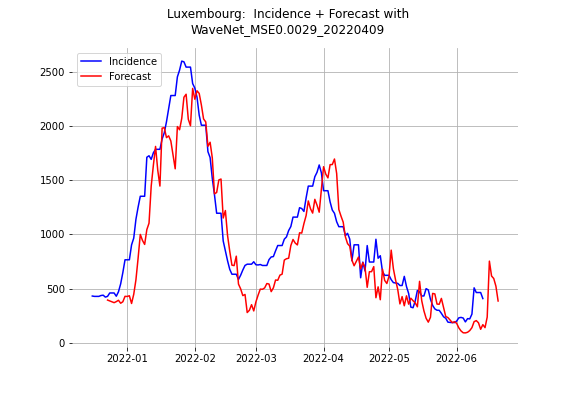 Luxembourg:  Incidence + Forecast with
WaveNet_MSE0.0029_20220409
Incidence
Forecast
2500
2000
1500
1000
500
0
2022-01 2022-02 2022-03 2022-04 2022-05 2022-06